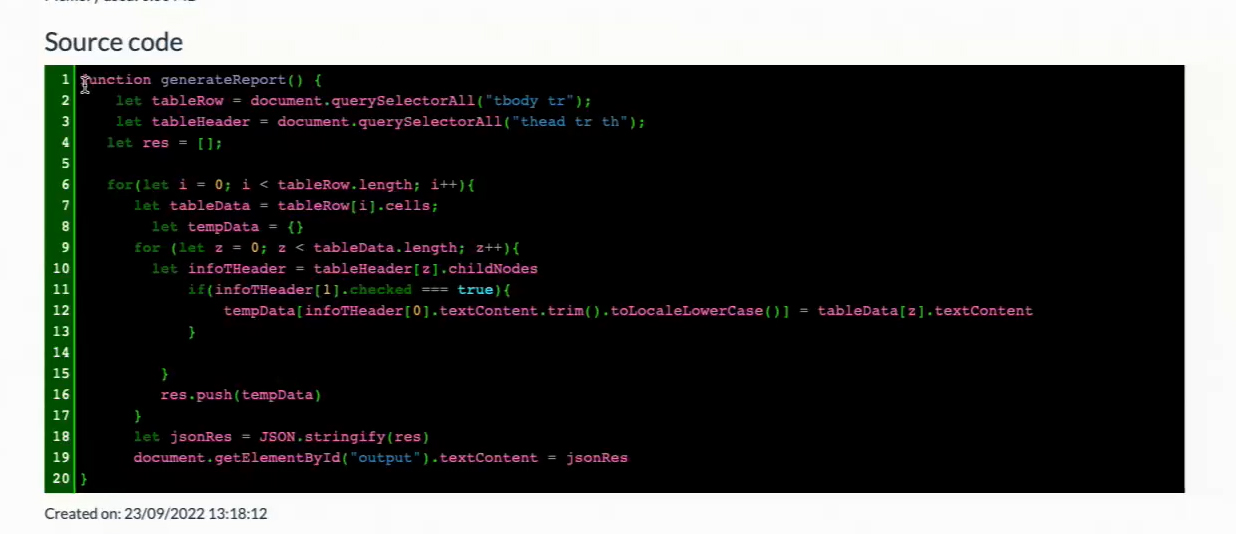 Source code
1 function generateReport() {
2 let tableRow = document.querySelectorAll("tbody tr");
3 let tableHeader = document.querySelectorAll("thead tr th");
4 let res = [];
5
6 for(let i = 0; i < tableRow.length; i++){
7 let tableData = tableRow[i].cells;
8 let tempData = {}
9 for (let z = 0; z < tableData.length; z++){
10 let infoTHeader = tableHeader[z].childNodes
11 if(infoTHeader[1].checked === true){
12 tempData[infoTHeader[0].textContent.trim().toLocaleLowerCase()] = tableData[z].textContent
13 }
14
15 }
16 res.push(tempData)
17 }
18 let jsonRes = JSON.stringify(res)
19 document.getElementById("output").textContent = jsonRes
20 }
Created on: 23/09/2022 13:18:12